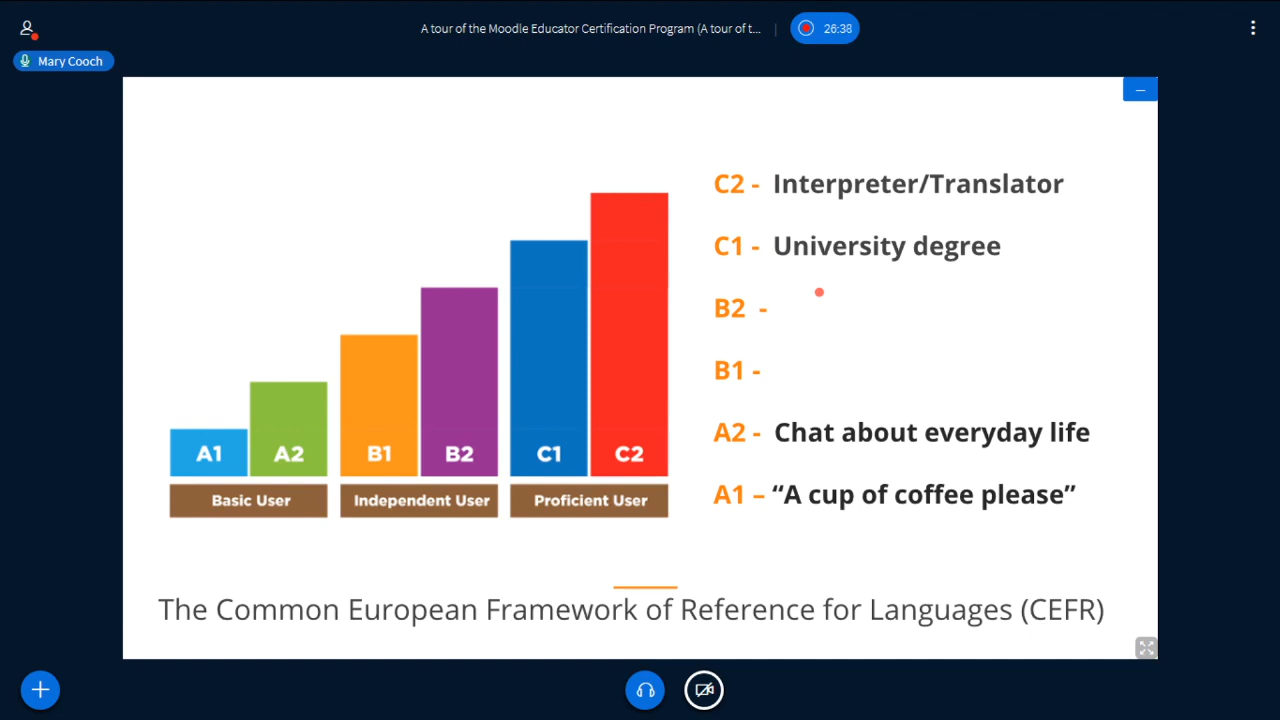 A tour of the Moodle Educator Certification Program (A tour of t...
26:38
Mary Cooch
C2 - Interpreter/Translator
C1 - University degree
B2 -
B1 -
A2 - Chat about everyday life
A1 – “A cup of coffee please”
A1 A2 B1 B2 C1 C2
Basic User Independent User Proficient User
The Common European Framework of Reference for Languages (CEFR)